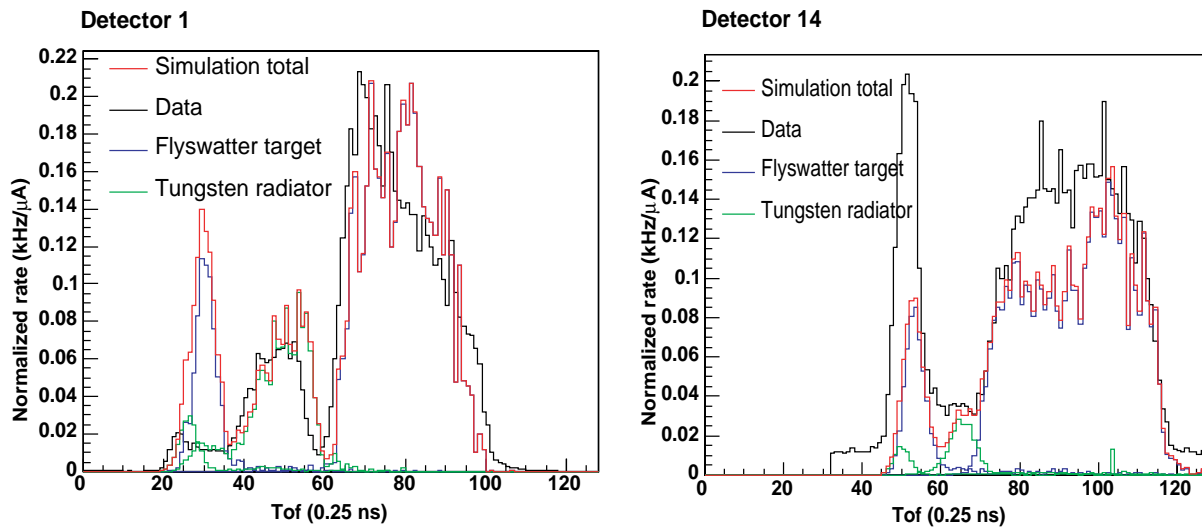 Detector 1
Normalized rate (kHz/μA)
0.22
0.2
0.18
0.16
0.14
0.12
0.1
0.08
0.06
0.04
0.02
0
Simulation total
Data
Flyswatter target
Tungsten radiator
0 20 40 60 80 100 120
Tof (0.25 ns)
Detector 14
Normalized rate (kHz/μA)
0.2
0.18
0.16
0.14
0.12
0.1
0.08
0.06
0.04
0.02
0
Simulation total
Data
Flyswatter target
Tungsten radiator
0 20 40 60 80 100 120
Tof (0.25 ns)